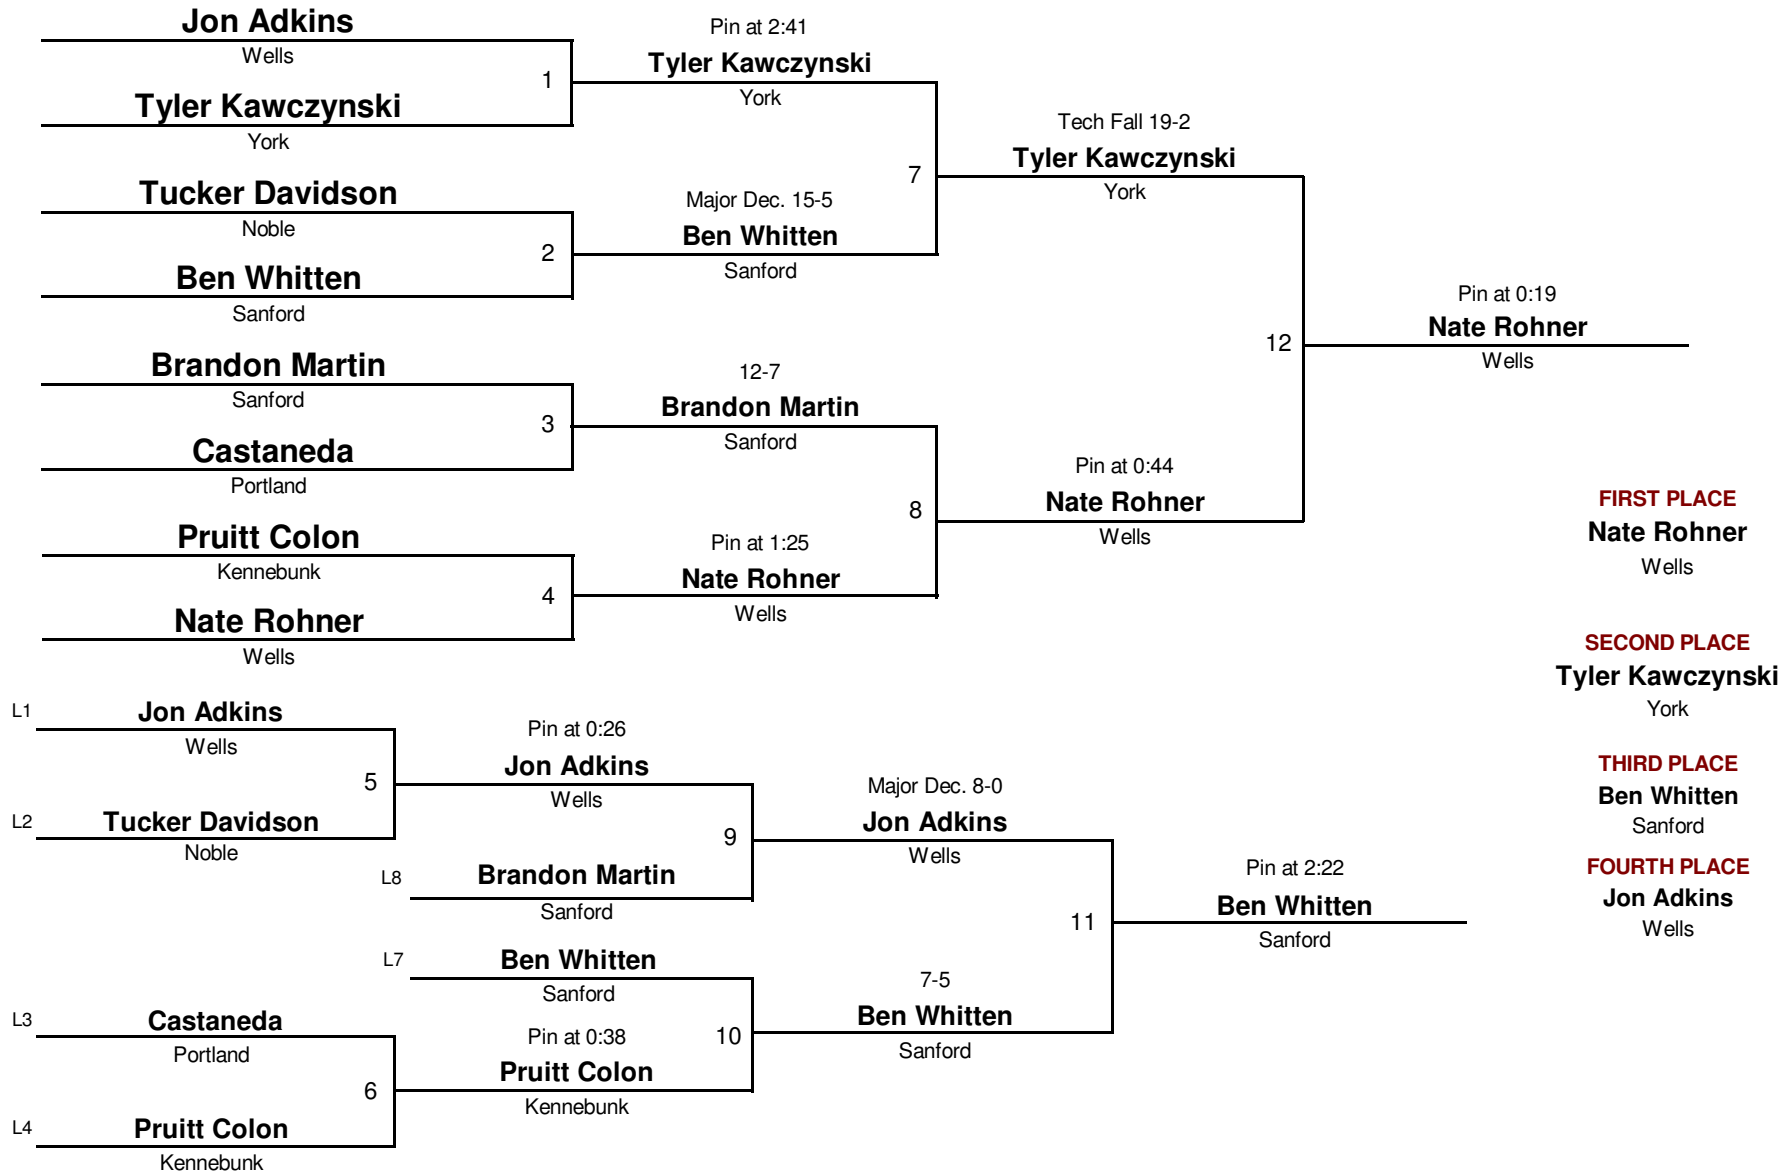 Jon Adkins
Wells
1
Tyler Kawczynski
York
Pin at 2:41
Tyler Kawczynski
York
Tucker Davidson
Noble
2
Ben Whitten
Sanford
Major Dec. 15-5
Ben Whitten
Sanford
7
Tech Fall 19-2
Tyler Kawczynski
York
Brandon Martin
Sanford
3
Castaneda
Portland
12-7
Brandon Martin
Sanford
Pruitt Colon
Kennebunk
4
Nate Rohner
Wells
Pin at 1:25
Nate Rohner
Wells
8
Pin at 0:44
Nate Rohner
Wells
12
Pin at 0:19
Nate Rohner
Wells
FIRST PLACE
Nate Rohner
Wells
SECOND PLACE
Tyler Kawczynski
York
THIRD PLACE
Ben Whitten
Sanford
FOURTH PLACE
Jon Adkins
Wells
L1
Jon Adkins
Wells
5
L2
Tucker Davidson
Noble
Pin at 0:26
Jon Adkins
Wells
9
L8
Brandon Martin
Sanford
Major Dec. 8-0
Jon Adkins
Wells
L7
Ben Whitten
Sanford
10
L3
Castaneda
Portland
6
L4
Pruitt Colon
Kennebunk
Pin at 0:38
Pruitt Colon
Kennebunk
7-5
Ben Whitten
Sanford
11
Pin at 2:22
Ben Whitten
Sanford